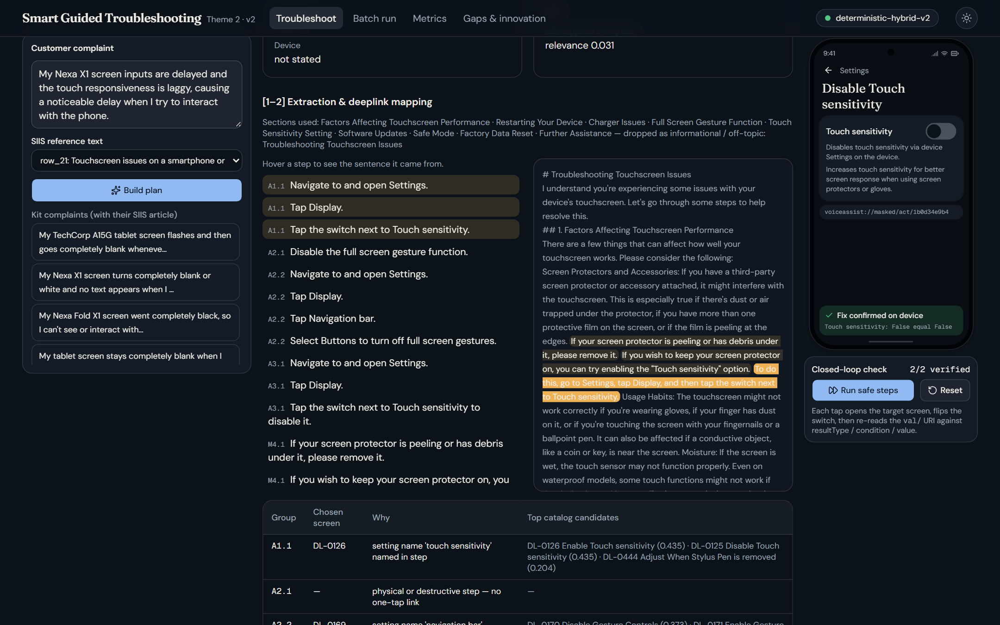 Smart Guided Troubleshooting Theme 2 · v2
Troubleshoot
Batch run
Metrics
Gaps & innovation
deterministic-hybrid-v2
Customer complaint
My Nexa X1 screen inputs are delayed and
the touch responsiveness is laggy, causing
a noticeable delay when I try to interact
with the phone.
SIIS reference text
row_21: Touchscreen issues on a smartphone or
Build plan
Kit complaints (with their SIIS article)
My TechCorp A15G tablet screen flashes and then
goes completely blank wheneve...
My Nexa X1 screen turns completely blank or
white and no text appears when I ...
My Nexa Fold X1 screen went completely black, so
I can't see or interact with...
My tablet screen stays completely blank when I
Device
not stated
SIIS supplied in request
relevance 0.031
[1–2] Extraction & deeplink mapping
Sections used: Factors Affecting Touchscreen Performance · Restarting Your Device · Charger Issues · Full Screen Gesture Function · Touch
Sensitivity Setting · Software Updates · Safe Mode · Factory Data Reset · Further Assistance — dropped as informational / off-topic:
Troubleshooting Touchscreen Issues
Hover a step to see the sentence it came from.
A1.1 Navigate to and open Settings.
A1.1 Tap Display.
A1.1 Tap the switch next to Touch sensitivity.
A2.1 Disable the full screen gesture function.
A2.2 Navigate to and open Settings.
A2.2 Tap Display.
A2.2 Tap Navigation bar.
A2.2 Select Buttons to turn off full screen gestures.
A3.1 Navigate to and open Settings.
A3.1 Tap Display.
A3.1 Tap the switch next to Touch sensitivity to
disable it.
M4.1 If your screen protector is peeling or has debris
under it, please remove it.
M4.1 If you wish to keep your screen protector on, you
# Troubleshooting Touchscreen Issues
I understand you're experiencing some issues with your
device's touchscreen. Let's go through some steps to help
resolve this.
## 1. Factors Affecting Touchscreen Performance
There are a few things that can affect how well your
touchscreen works. Please consider the following:
Screen Protectors and Accessories: If you have a third-party
screen protector or accessory attached, it might interfere with
the touchscreen. This is especially true if there's dust or air
trapped under the protector, if you have more than one
protective film on the screen, or if the film is peeling at the
edges. If your screen protector is peeling or has debris under
it, please remove it. If you wish to keep your screen protector
on, you can try enabling the "Touch sensitivity" option. To do
this, go to Settings, tap Display, and then tap the switch next
to Touch sensitivity. Usage Habits: The touchscreen might not
work correctly if you're wearing gloves, if your finger has dust
on it, or if you're touching the screen with your fingernails or a
ballpoint pen. It can also be affected if a conductive object,
like a coin or key, is near the screen. Moisture: If the screen is
wet, the touch sensor may not function properly. Even on
waterproof models, some touch functions might not work if
Group
Chosen
screen
Why
Top catalog candidates
A1.1
DL-0126
setting name 'touch sensitivity'
named in step
DL-0126 Enable Touch sensitivity (0.435) · DL-0125 Disable Touch
sensitivity (0.435) · DL-0444 Adjust When Stylus Pen is removed
(0.204)
A2.1
—
physical or destructive step — no
one-tap link
—
A2.2
DL-0169
setting name 'navigation bar'
DL-0170 Disable Gesture Controls (0.373) · DL-0171 Enable Gesture
9:41
Settings
Disable Touch
sensitivity
Touch sensitivity
Disables touch sensitivity via device
Settings on the device.
Increases touch sensitivity for better
screen response when using screen
protectors or gloves.
voiceassist://masked/act/1b0d34e9b4
Fix confirmed on device
Touch sensitivity: False equal False
Closed-loop check 2/2 verified
Run safe steps
Reset
Each tap opens the target screen, flips the
switch, then re-reads the val/ URI against
resultType / condition / value.